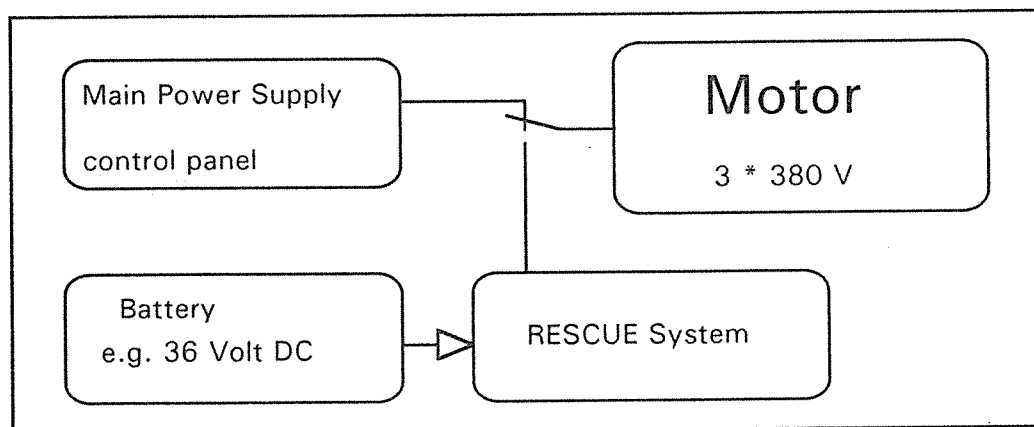 Main Power Supply
control panel
Motor
3 * 380 V
Battery
e.g. 36 Volt DC
RESCUE System